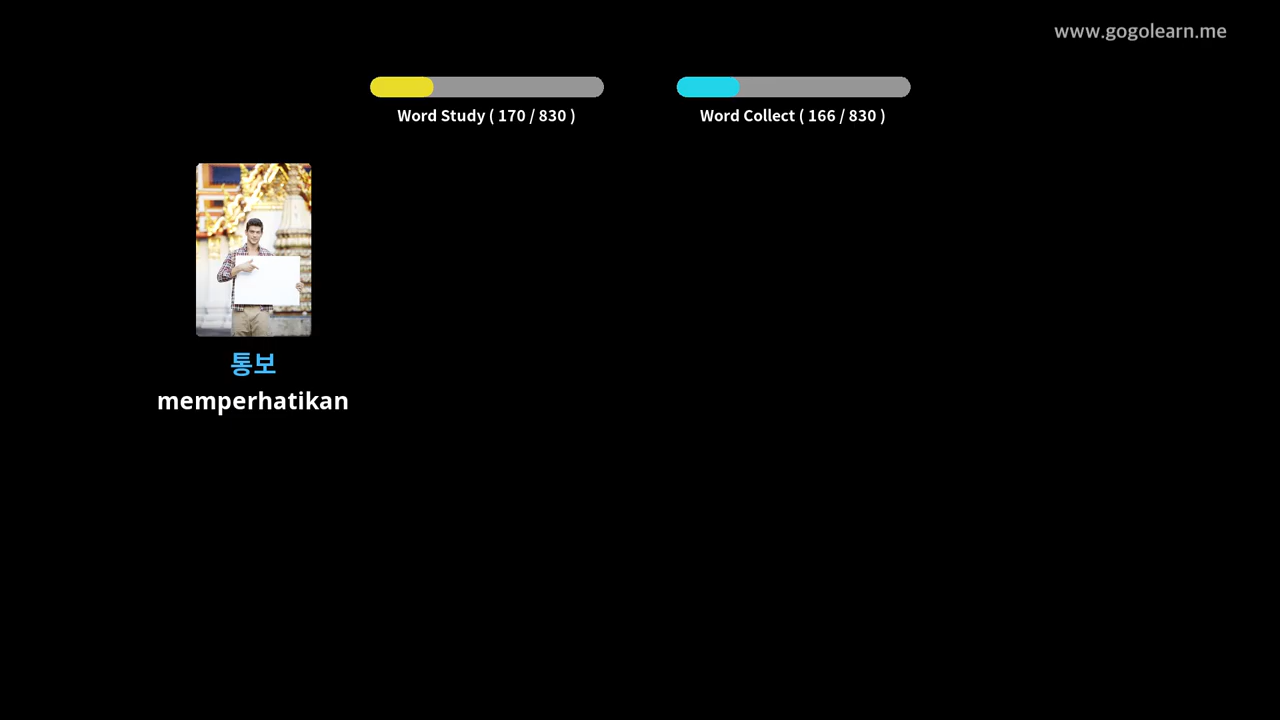 www.gogolearn.me
Word Study ( 170 / 830 )
Word Collect ( 166 / 830 )
통보
memperhatikan